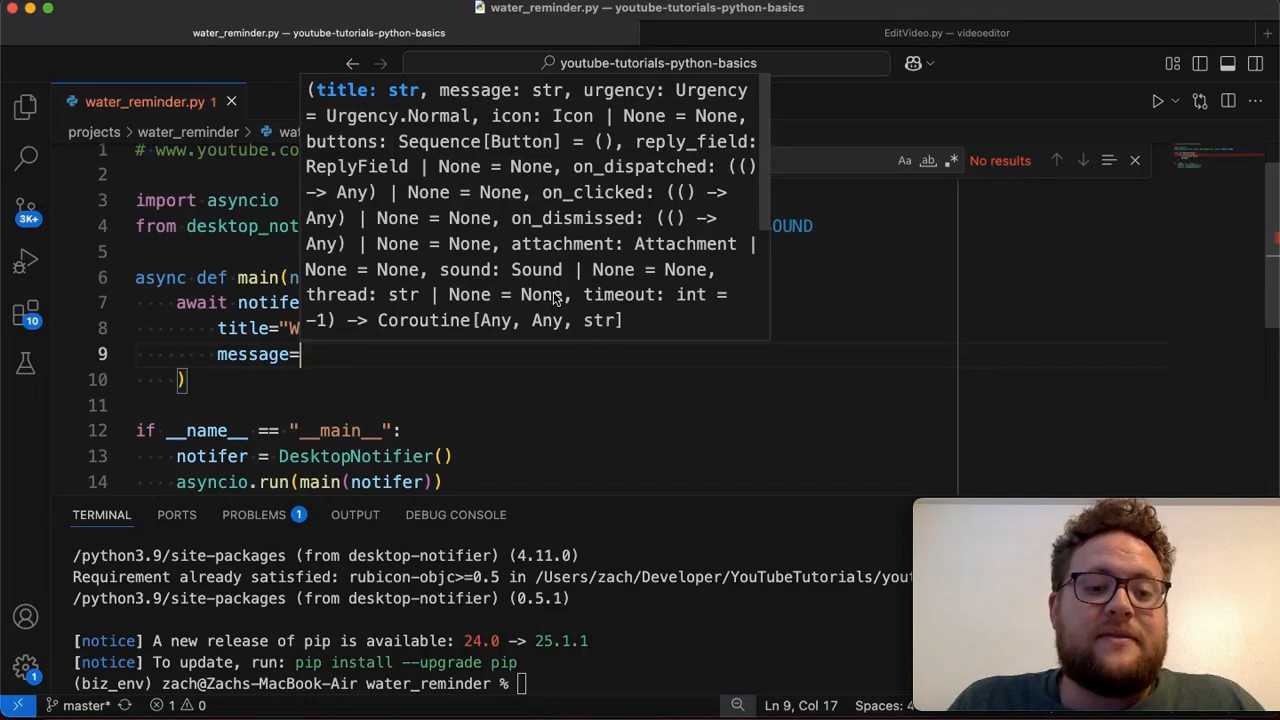 water_reminder.py — youtube-tutorials-python-basics
water_reminder.py — youtube-tutorials-python-basics
EditVideo.py — videoeditor
youtube-tutorials-python-basics
water_reminder.py 1
projects > water_reminder >
No results
(title: str, message: str, urgency: Urgency
= Urgency.Normal, icon: Icon | None = None,
buttons: Sequence[Button] = (), reply_field:
ReplyField | None = None, on_dispatched: (()
-> Any) | None = None, on_clicked: (() ->
Any) | None = None, on_dismissed: (() ->
Any) | None = None, attachment: Attachment |
None = None, sound: Sound | None = None,
thread: str | None = None, timeout: int =
-1) -> Coroutine[Any, Any, str]
1 # www.youtube.co
2
3 import asyncio
4 from desktop_not OUND
5
6 async def main(n
7 await notife
8 title="W
9 message=
10 )
11
12 if __name__ == "__main__":
13 notifer = DesktopNotifier()
14 asyncio.run(main(notifer))
3K+
10
1
TERMINAL PORTS PROBLEMS 1 OUTPUT DEBUG CONSOLE
/python3.9/site-packages (from desktop-notifier) (4.11.0)
Requirement already satisfied: rubicon-objc>=0.5 in /Users/zach/Developer/YouTubeTutorials/yout
/python3.9/site-packages (from desktop-notifier) (0.5.1)
[notice] A new release of pip is available: 24.0 -> 25.1.1
[notice] To update, run: pip install --upgrade pip
(biz_env) zach@Zachs-MacBook-Air water_reminder %
master* 1 0 Ln 9, Col 17 Spaces: 4